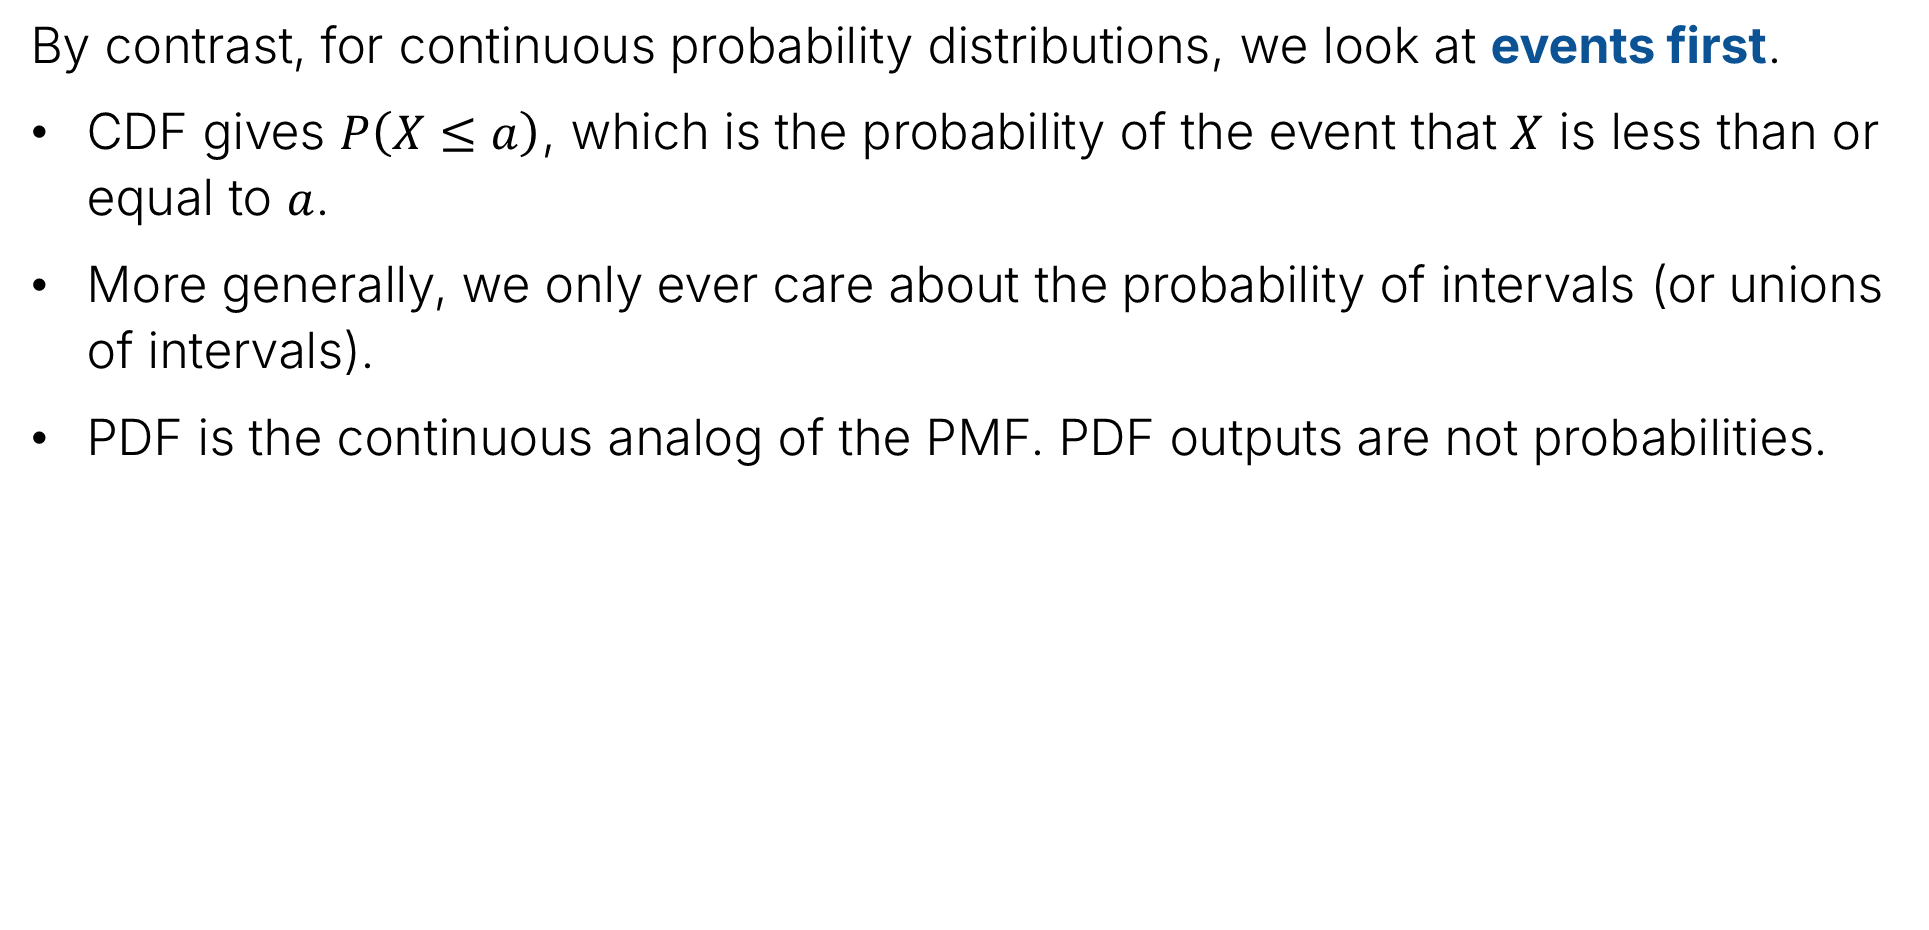 By contrast, for continuous probability distributions, we look at events first.
• CDF gives P(X ≤ a), which is the probability of the event that X is less than or
equal to a.
• More generally, we only ever care about the probability of intervals (or unions
of intervals).
• PDF is the continuous analog of the PMF. PDF outputs are not probabilities.